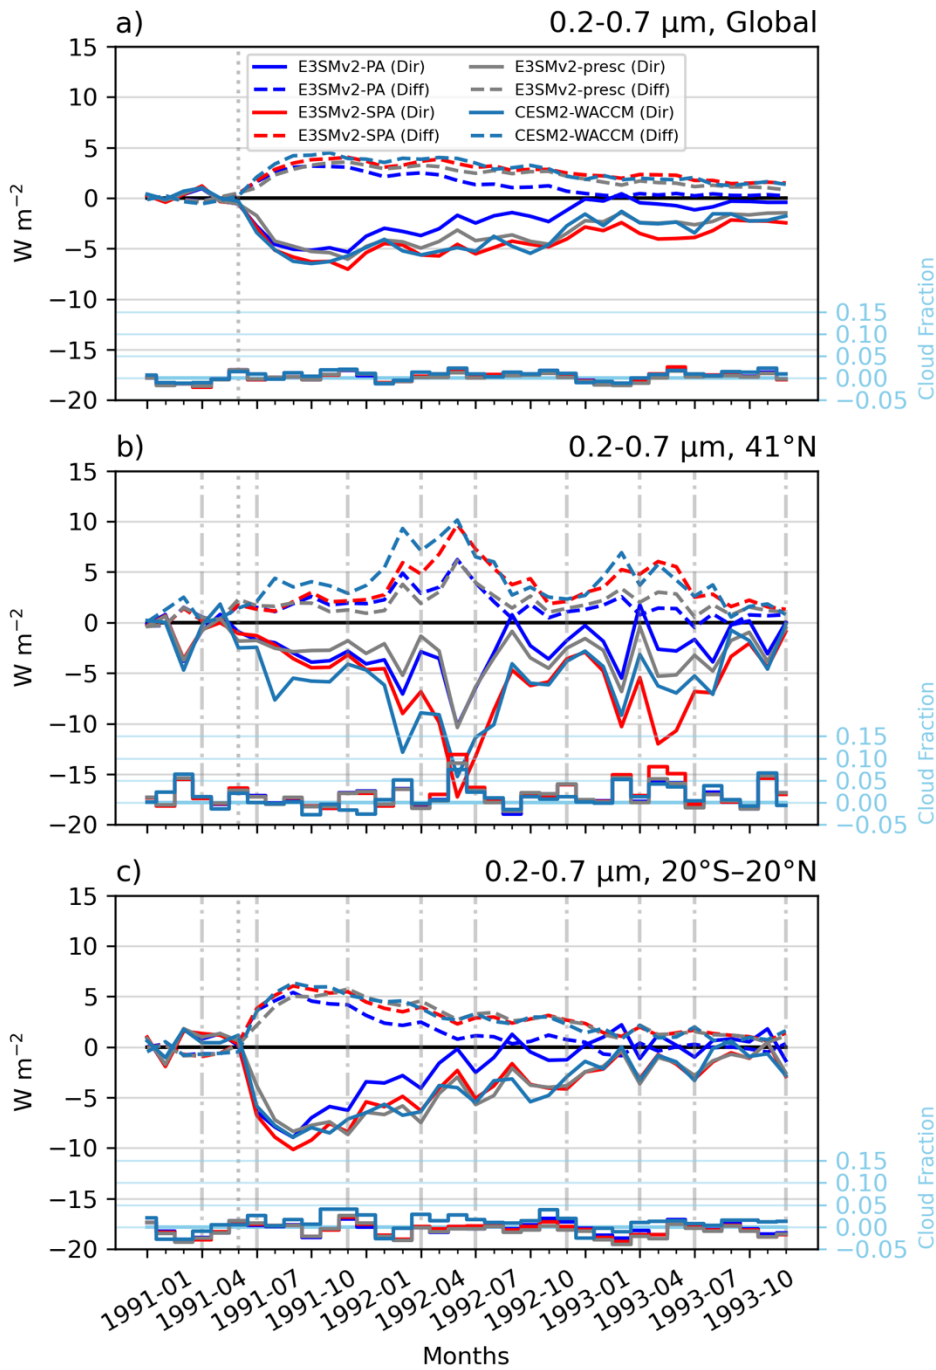 a) 0.2-0.7 μm, Global
15
10
5
0
−5
−10
−15
−20
W m−2
E3SMv2-PA (Dir)
E3SMv2-PA (Diff)
E3SMv2-SPA (Dir)
E3SMv2-SPA (Diff)
E3SMv2-presc (Dir)
E3SMv2-presc (Diff)
CESM2-WACCM (Dir)
CESM2-WACCM (Diff)
0.15
0.10
0.05
0.00
−0.05
Cloud Fraction
b) 0.2-0.7 μm, 41°N
15
10
5
0
−5
−10
−15
−20
W m−2
0.15
0.10
0.05
0.00
−0.05
Cloud Fraction
c) 0.2-0.7 μm, 20°S–20°N
15
10
5
0
−5
−10
−15
−20
W m−2
0.15
0.10
0.05
0.00
−0.05
Cloud Fraction
1991-01
1991-04
1991-07
1991-10
1992-01
1992-04
1992-07
1992-10
1993-01
1993-04
1993-07
1993-10
Months